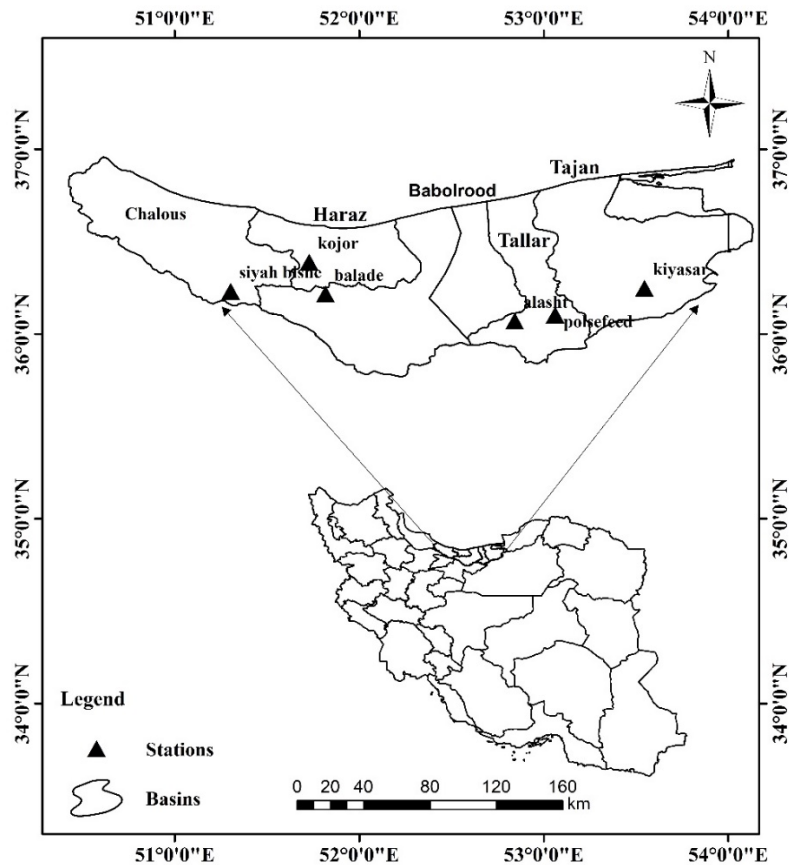 51°0'0"E 52°0'0"E 53°0'0"E 54°0'0"E
N
37°0'0"N 37°0'0"N
Tajan
Babolrood
Chalous Haraz
kojor Tallar
siyah bishe balade kiyasar
alasht
polsefeed
36°0'0"N 36°0'0"N
35°0'0"N 35°0'0"N
34°0'0"N 34°0'0"N
Legend
Stations
Basins
0 20 40 80 120 160
km
51°0'0"E 52°0'0"E 53°0'0"E 54°0'0"E